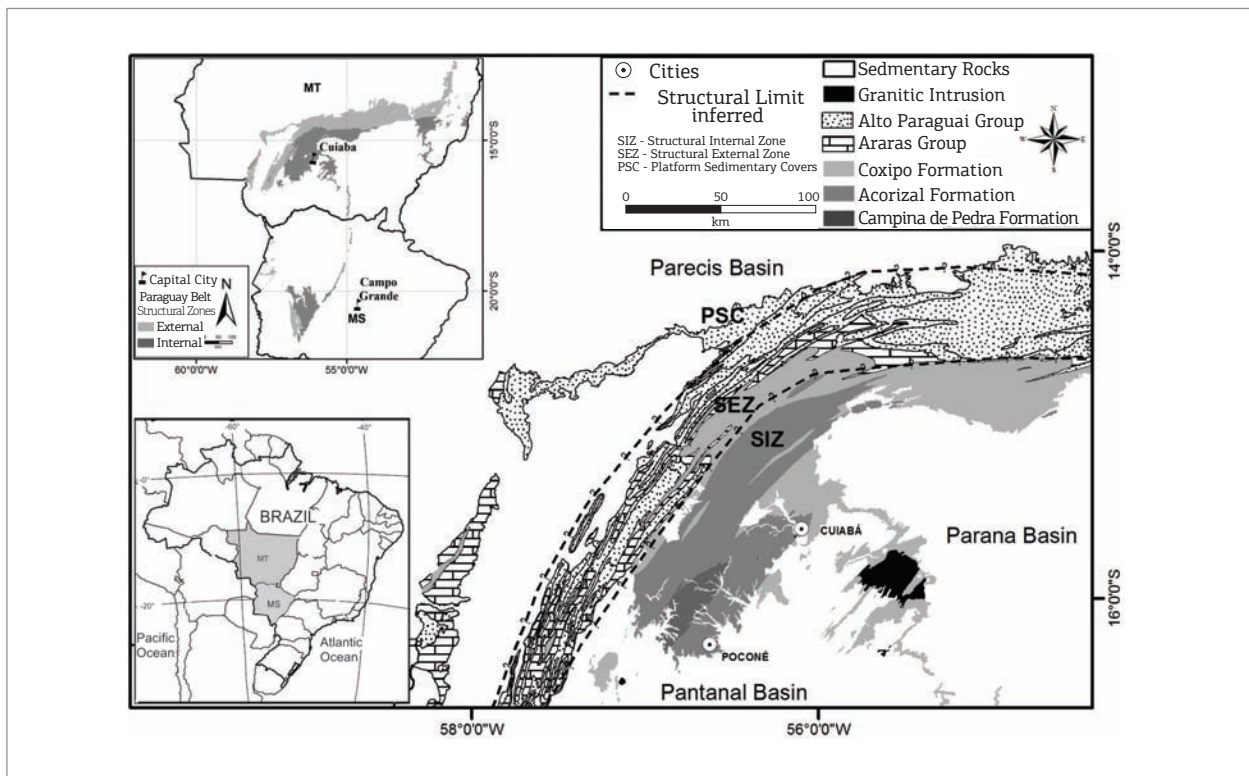 MT
Cuiaba
15°0'0"S
20°0'0"S
Campo
Grande
MS
Capital City
N
Paraguay Belt
Structural Zones
External
Internal
60°0'0"W
55°0'0"W
Cities
Structural Limit
inferred
SIZ - Structural Internal Zone
SEZ - Structural External Zone
PSC - Platform Sedimentary Covers
0 50 100
km
Sedmentary Rocks
Granitic Intrusion
Alto Paraguai Group
Araras Group
Coxipo Formation
Acorizal Formation
Campina de Pedra Formation
N
-60°
-40°
-0°
BRAZIL
MT
MS
-20°
Pacific
Ocean
Atlantic
Ocean
Parecis Basin
PSC
SEZ
SIZ
CUIABÁ
Parana Basin
POCONÉ
Pantanal Basin
14°0'0"S
16°0'0"S
58°0'0"W
56°0'0"W